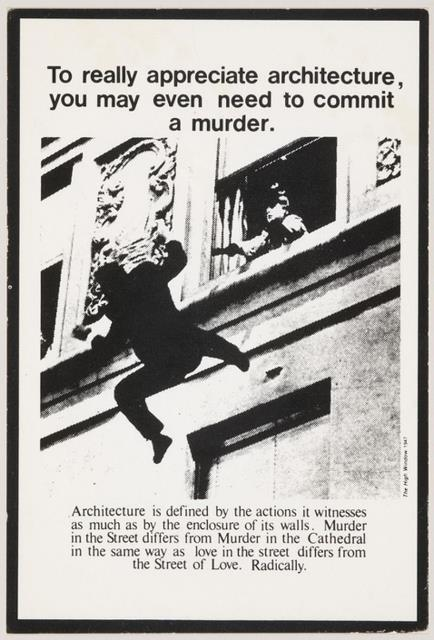 To really appreciate architecture,
you may even need to commit
a murder.
The High Window, 1947
Architecture is defined by the actions it witnesses
as much as by the enclosure of its walls. Murder
in the Street differs from Murder in the Cathedral
in the same way as love in the street differs from
the Street of Love. Radically.